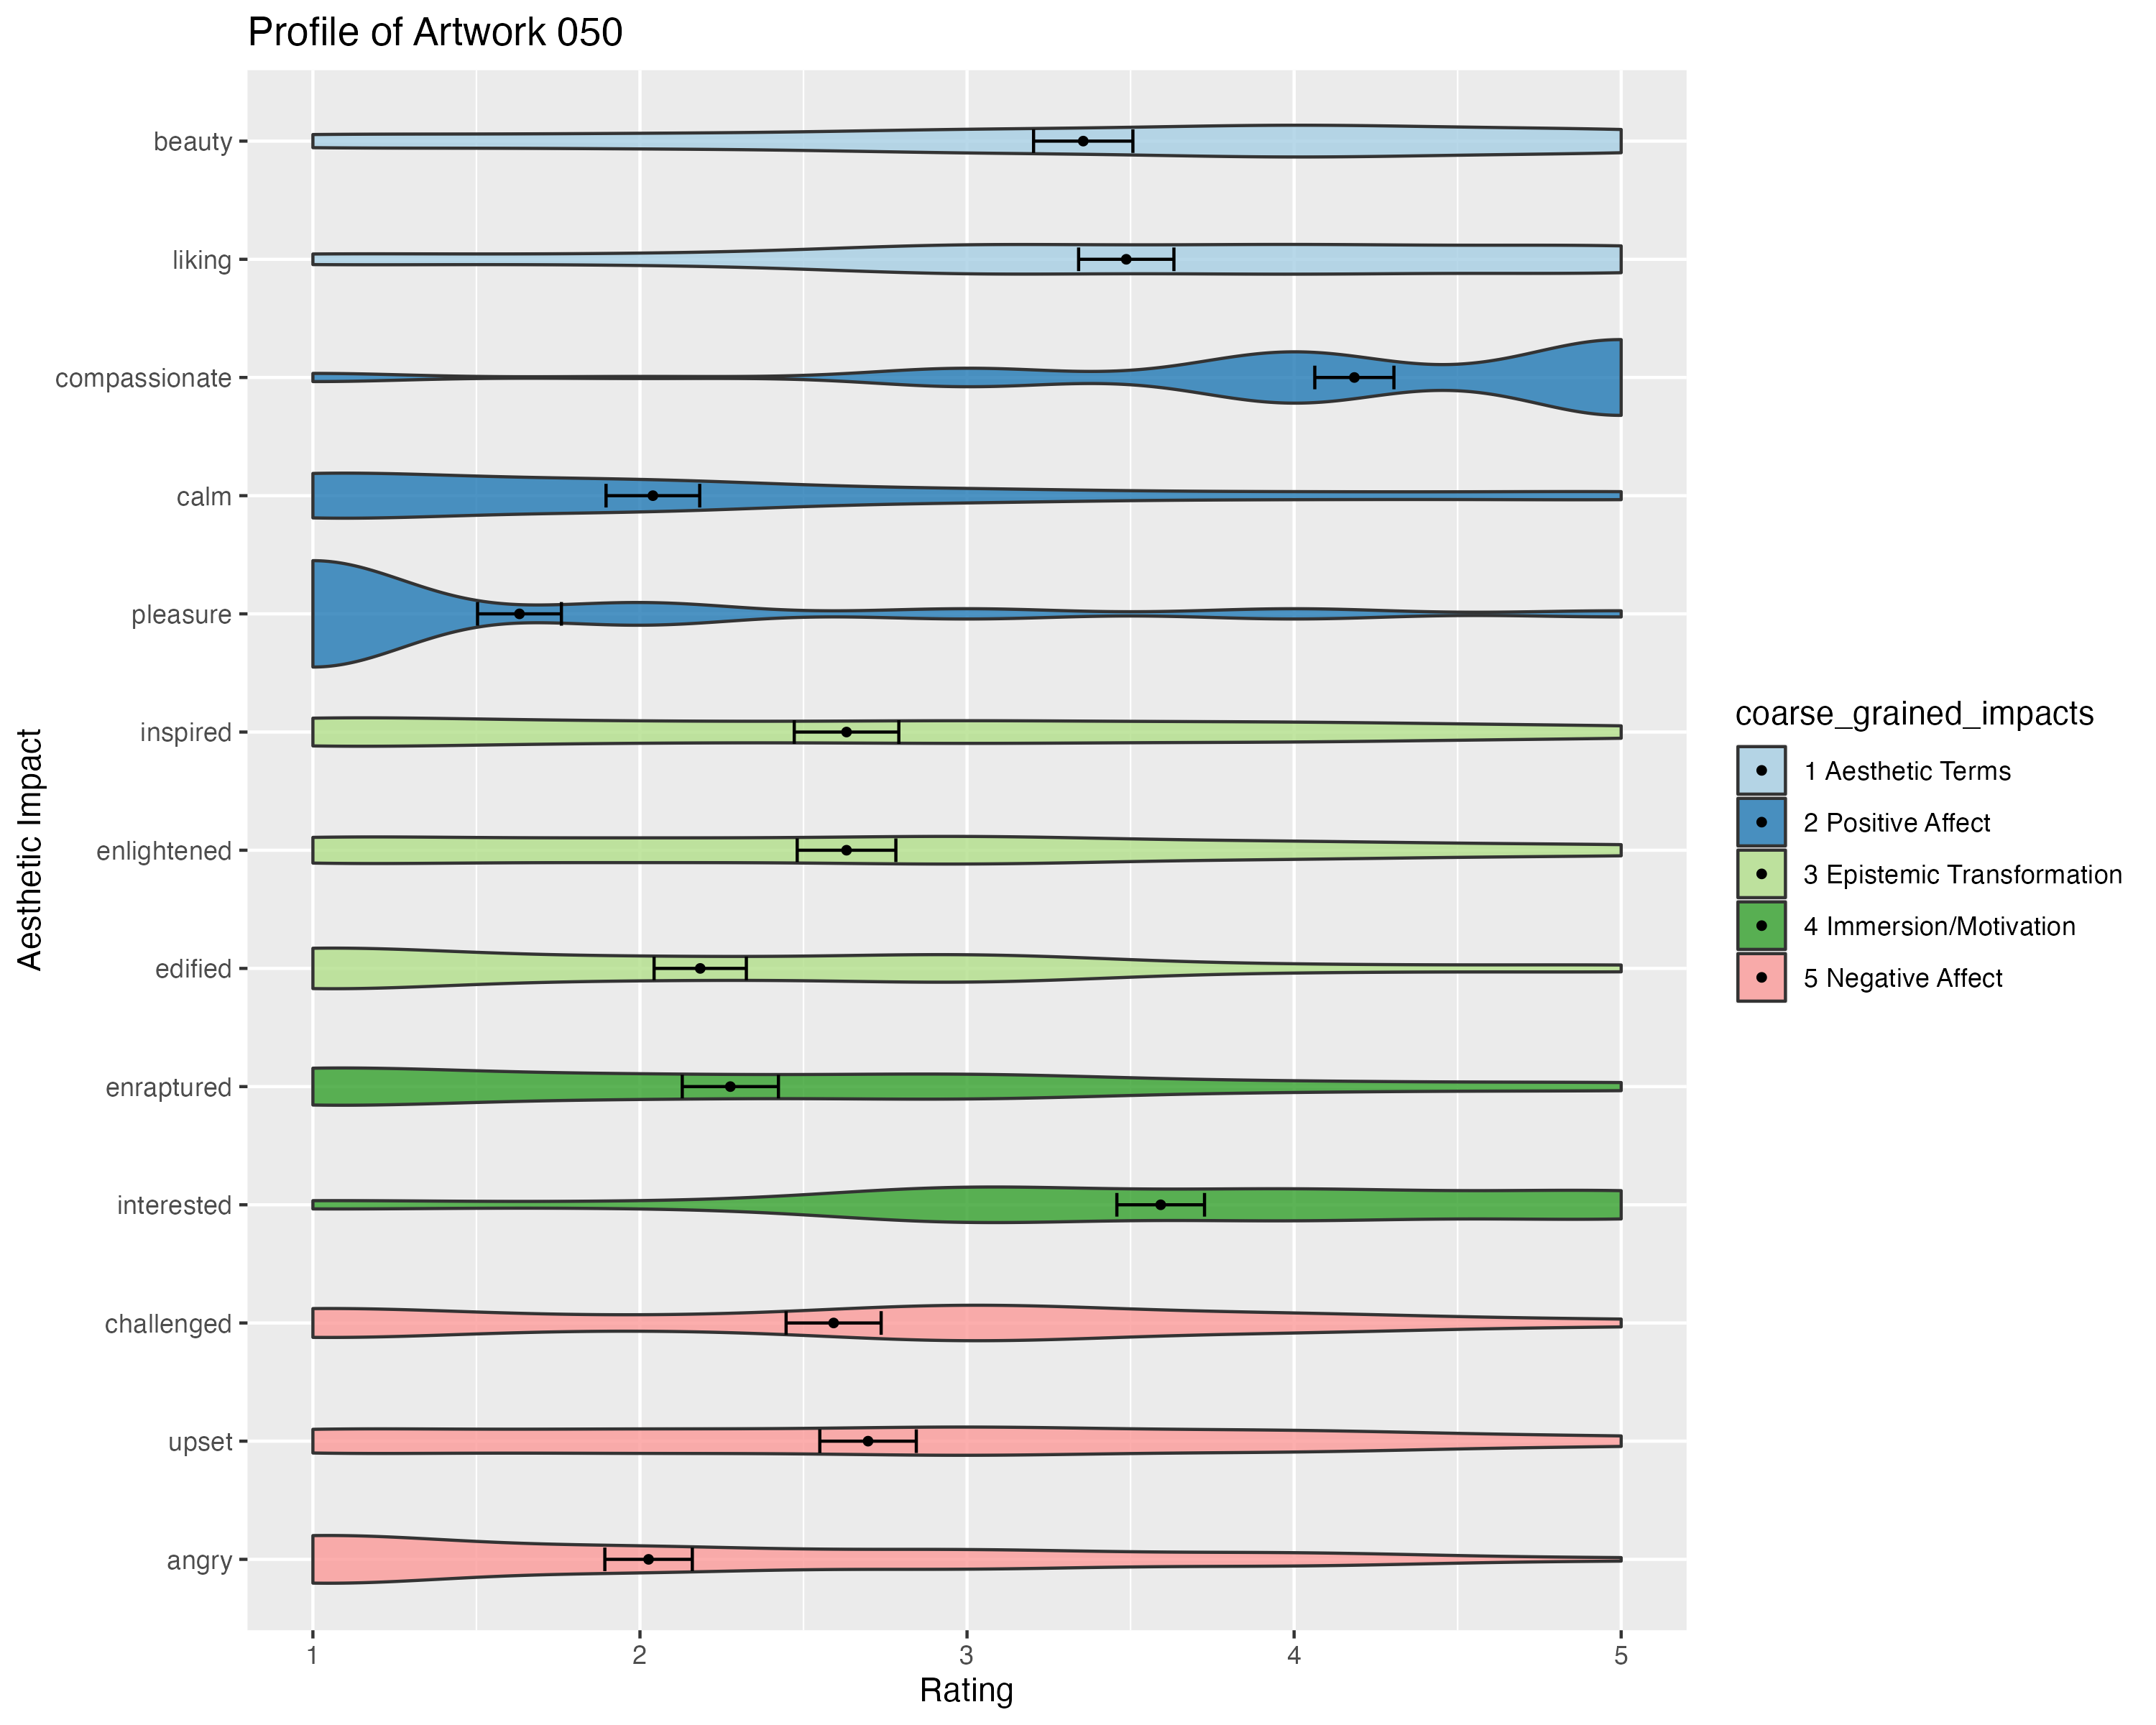 Profile of Artwork 050
beauty
liking
compassionate
calm
pleasure
inspired
enlightened
edified
enraptured
interested
challenged
upset
angry
Aesthetic Impact
1 2 3 4 5
Rating
coarse_grained_impacts
1 Aesthetic Terms
2 Positive Affect
3 Epistemic Transformation
4 Immersion/Motivation
5 Negative Affect